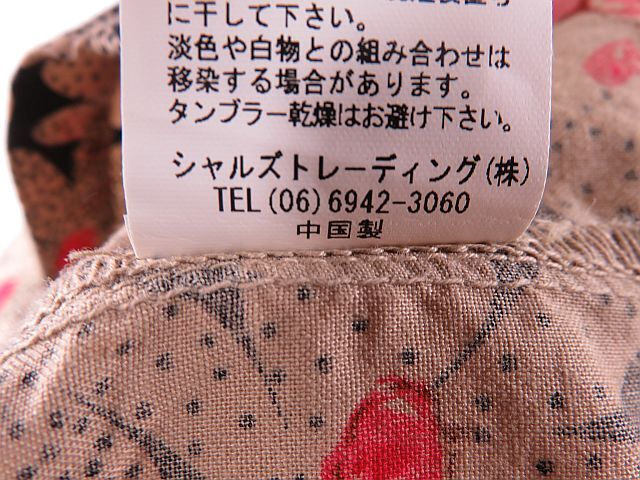 に干して下さい。
淡色や白物との組み合わせは
移染する場合があります。
タンブラー乾燥はお避け下さい。
シャルズトレーディング(株)
TEL(06)6942-3060
中国製